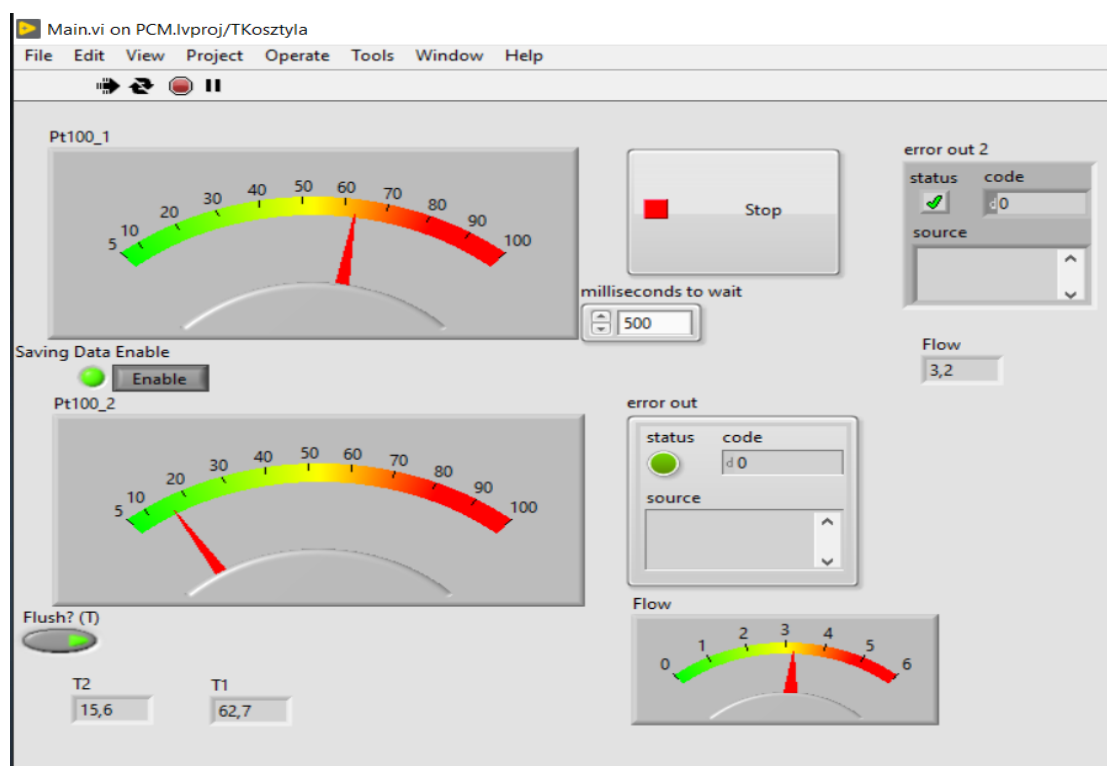 Main.vi on PCM.lvproj/TKosztyla
File Edit View Project Operate Tools Window Help
Pt100_1
5 10 20 30 40 50 60 70 80 90 100
Stop
error out 2
status code
d 0
source
milliseconds to wait
500
Flow
3,2
Saving Data Enable
Enable
Pt100_2
5 10 20 30 40 50 60 70 80 90 100
error out
status code
d 0
source
Flush? (T)
Flow
0 1 2 3 4 5 6
T2 T1
15,6 62,7